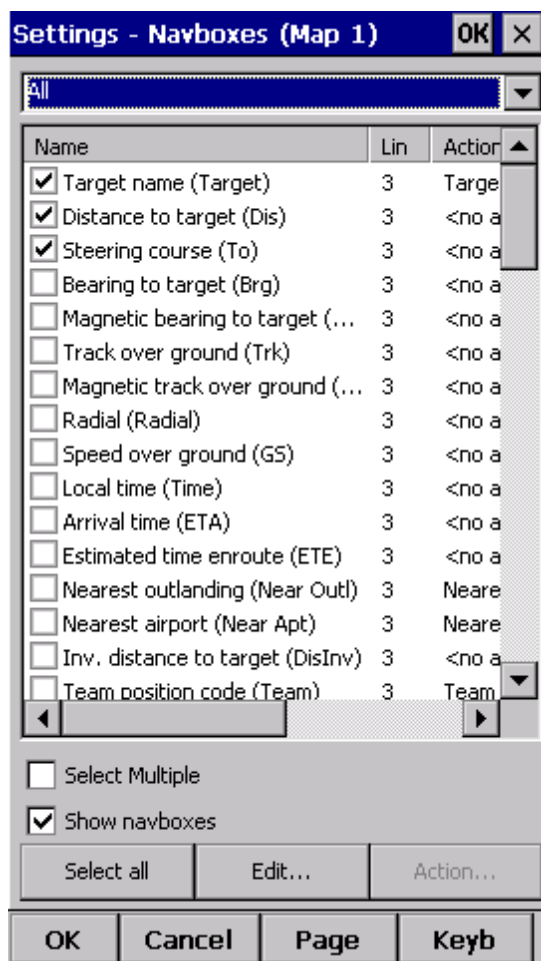 Settings - Navboxes (Map 1) OK
All
Name Lin Action
Target name (Target) 3 Targe
Distance to target (Dis) 3 <no a
Steering course (To) 3 <no a
Bearing to target (Brg) 3 <no a
Magnetic bearing to target (... 3 <no a
Track over ground (Trk) 3 <no a
Magnetic track over ground (... 3 <no a
Radial (Radial) 3 <no a
Speed over ground (GS) 3 <no a
Local time (Time) 3 <no a
Arrival time (ETA) 3 <no a
Estimated time enroute (ETE) 3 <no a
Nearest outlanding (Near Outl) 3 Neare
Nearest airport (Near Apt) 3 Neare
Inv. distance to target (DisInv) 3 <no a
Team position code (Team) 3 Team
Select Multiple
Show navboxes
Select all Edit... Action...
OK Cancel Page Keyb